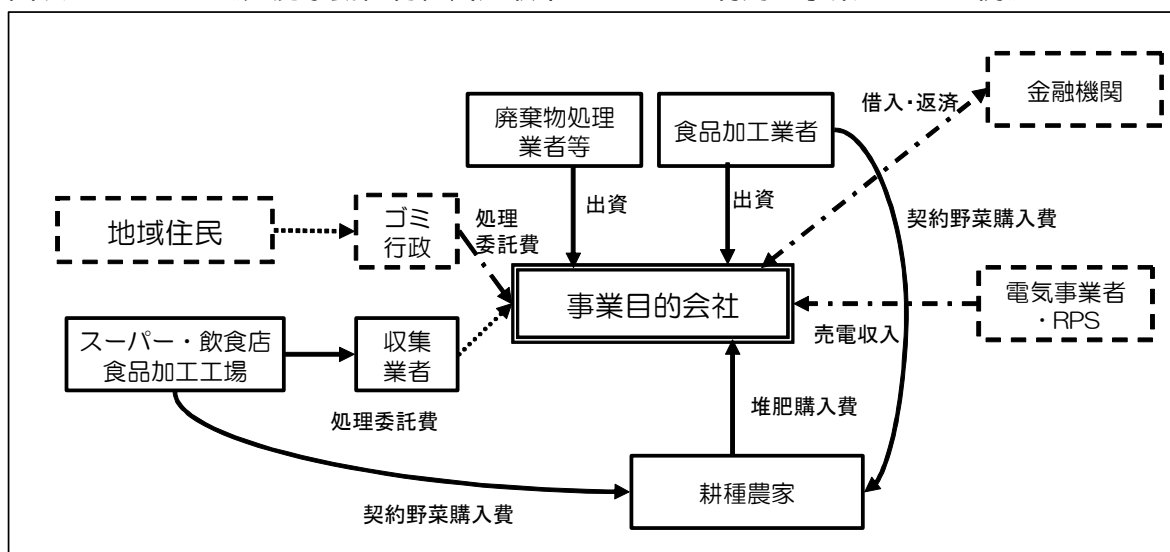 廃棄物処理
業者等
食品加工業者
借入・返済
金融機関
出資
出資
地域住民
ゴミ
行政
処理
委託費
契約野菜購入費
事業目的会社
電気事業者
・RPS
売電収入
スーパー・飲食店
食品加工工場
収集
業者
処理委託費
堆肥購入費
耕種農家
契約野菜購入費